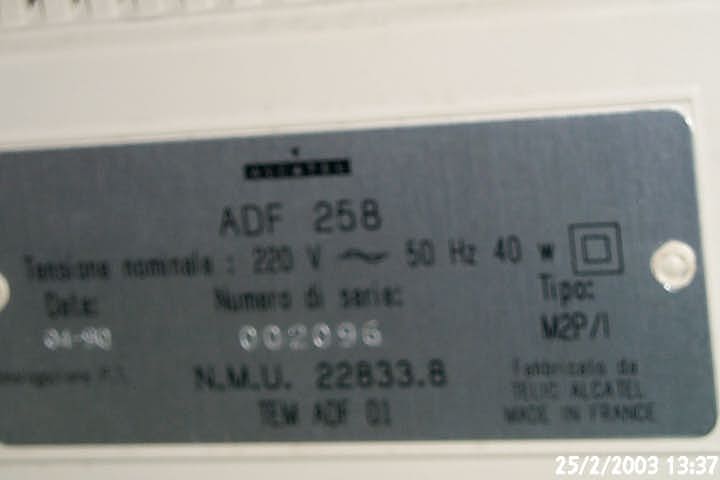 ALCATEL
ADF 258
Tensione nominale : 220 V ~ 50 Hz 40 W
Data: Numero di serie: Tipo:
04-90 002096 M2P/1
N.M.U. 22833.8 Fabbricato da
TELIC ALCATEL
TEM ADF 01 MADE IN FRANCE
25/2/2003 13:37